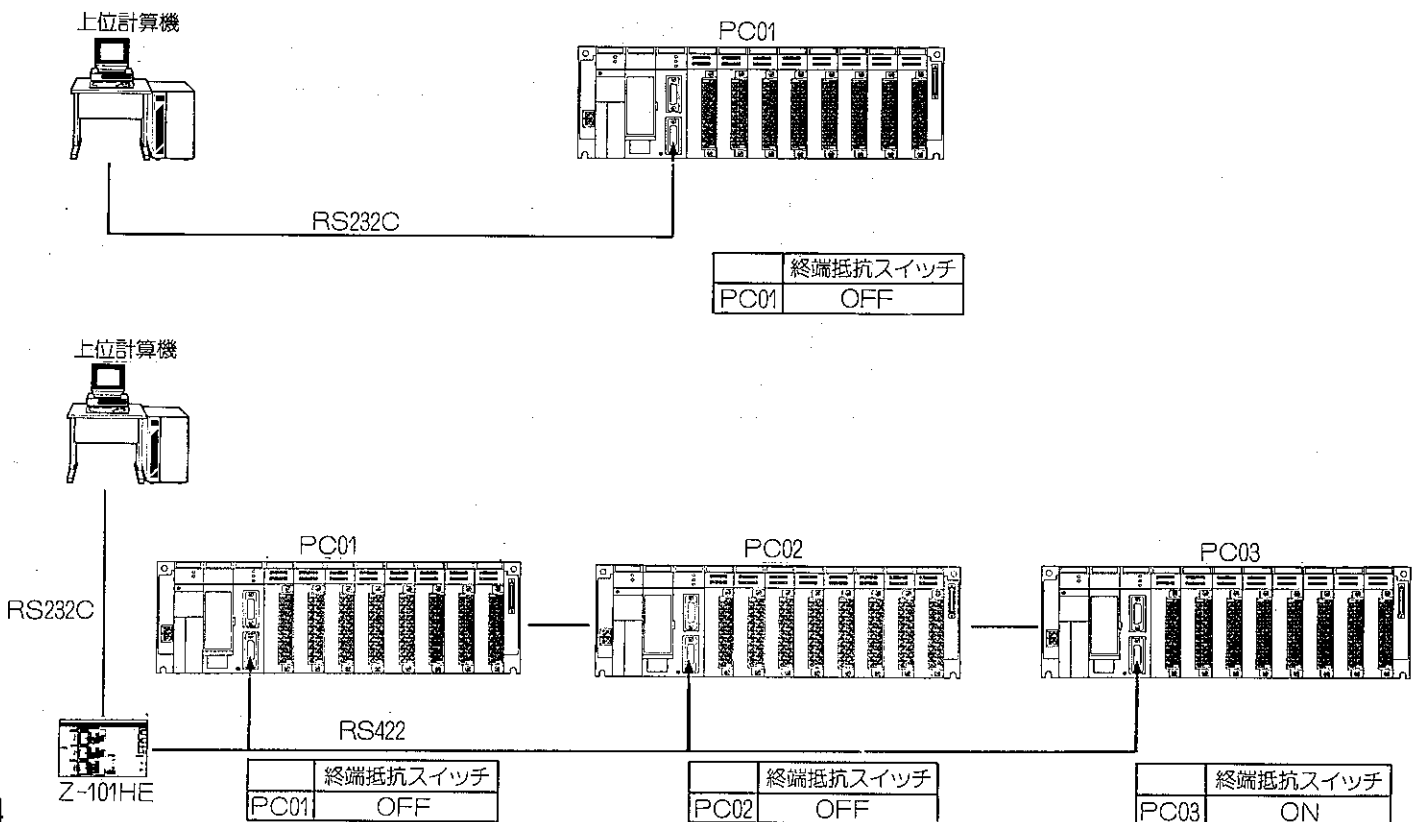 上位計算機
PC01
RS232C
終端抵抗スイッチ
PC01 OFF
上位計算機
PC01
PC02
PC03
RS232C
RS422
Z-101HE
終端抵抗スイッチ
PC01 OFF
終端抵抗スイッチ
PC02 OFF
終端抵抗スイッチ
PC03 ON